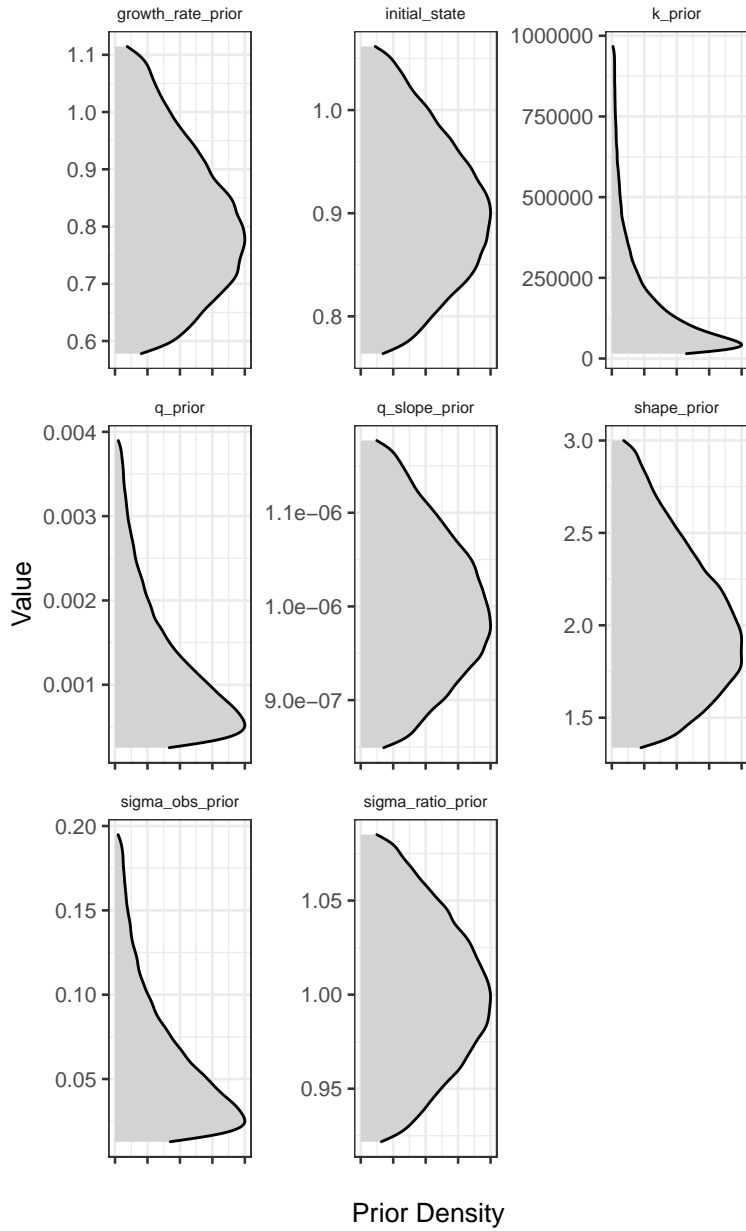 growth_rate_prior
1.1
1.0
0.9
0.8
0.7
0.6
initial_state
1.0
0.9
0.8
k_prior
1000000
750000
500000
250000
0
q_prior
0.004
0.003
0.002
0.001
q_slope_prior
1.1e−06
1.0e−06
9.0e−07
shape_prior
3.0
2.5
2.0
1.5
sigma_obs_prior
0.20
0.15
0.10
0.05
sigma_ratio_prior
1.05
1.00
0.95
Value
Prior Density